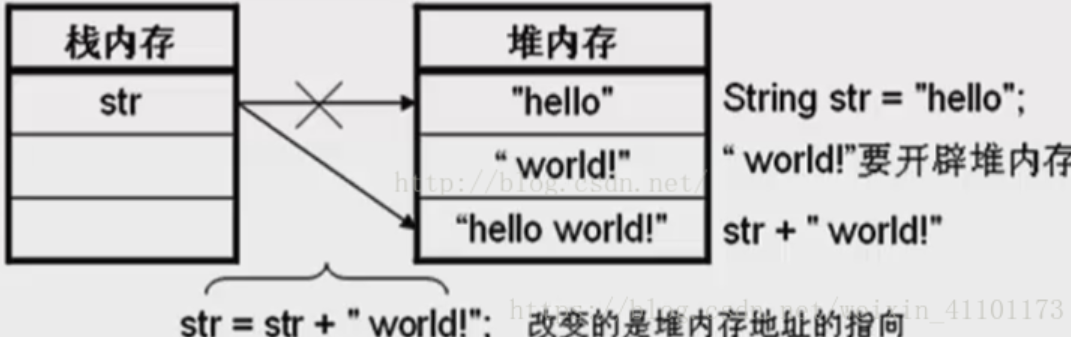 栈内存 堆内存
str "hello" String str = "hello";
“ world!" “ world!”要开辟堆内存
http://blog.csdn.net/
“hello world!" str + " world!"
str = str + " world!"; 改变的是堆内存地址的指向
https://blog.csdn.net/weixin_41101173